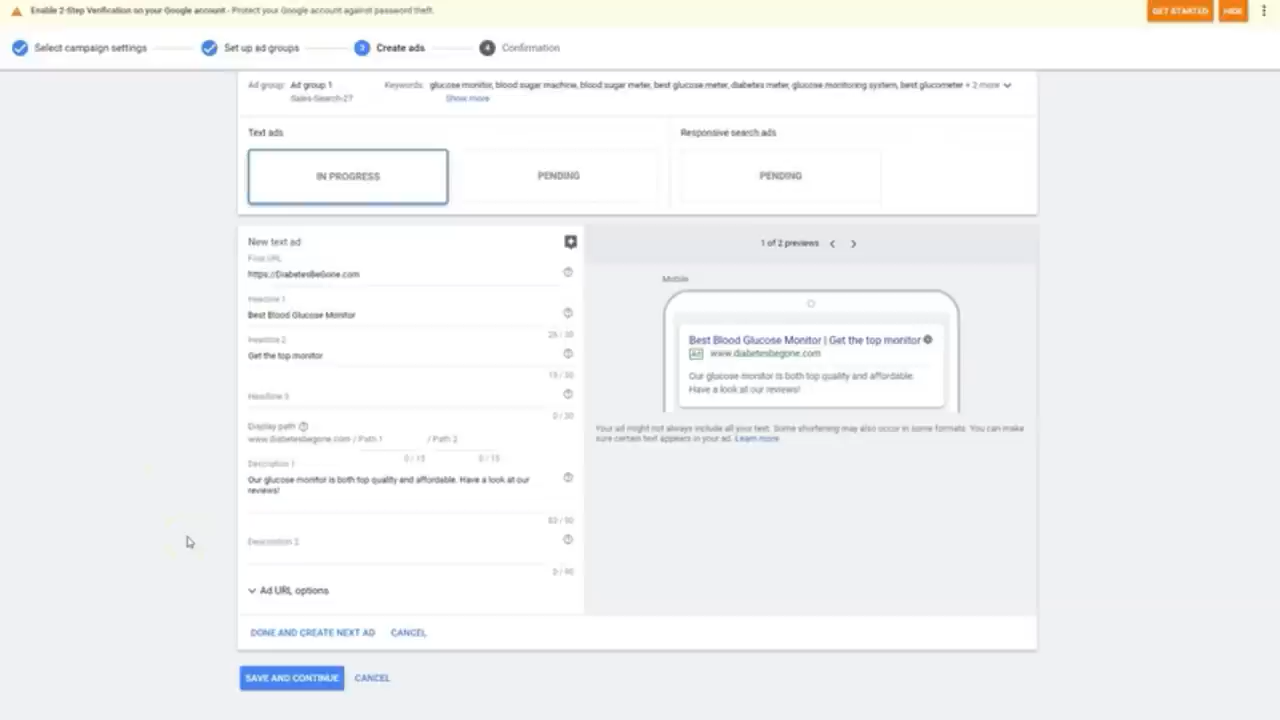 Enable 2-Step Verification on your Google account - Protect your Google account against password theft.
GET STARTED
HIDE
Select campaign settings
Set up ad groups
3 Create ads
4 Confirmation
Ad group: Ad group 1
Sales-Search-27
Keywords: glucose monitor, blood sugar machine, blood sugar meter, best glucose meter, diabetes meter, glucose monitoring system, best glucometer + 2 more
Show more
Text ads
Responsive search ads
IN PROGRESS
PENDING
PENDING
New text ad
Final URL
https://DiabetesBeGone.com
Headline 1
Best Blood Glucose Monitor
/ 30
Headline 2
Get the top monitor
/ 30
Headline 3
0 / 30
Display path
www.diabetesbegone.com / Path 1 / Path 2
0 / 15 0 / 15
Description 1
Our glucose monitor is both top quality and affordable. Have a look at our
reviews!
/ 90
Description 2
0 / 90
Ad URL options
1 of 2 previews
Mobile
Best Blood Glucose Monitor | Get the top monitor
Ad www.diabetesbegone.com
Our glucose monitor is both top quality and affordable.
Have a look at our reviews!
Your ad might not always include all your text. Some shortening may also occur in some formats. You can make
sure certain text appears in your ad. Learn more
DONE AND CREATE NEXT AD CANCEL
SAVE AND CONTINUE CANCEL